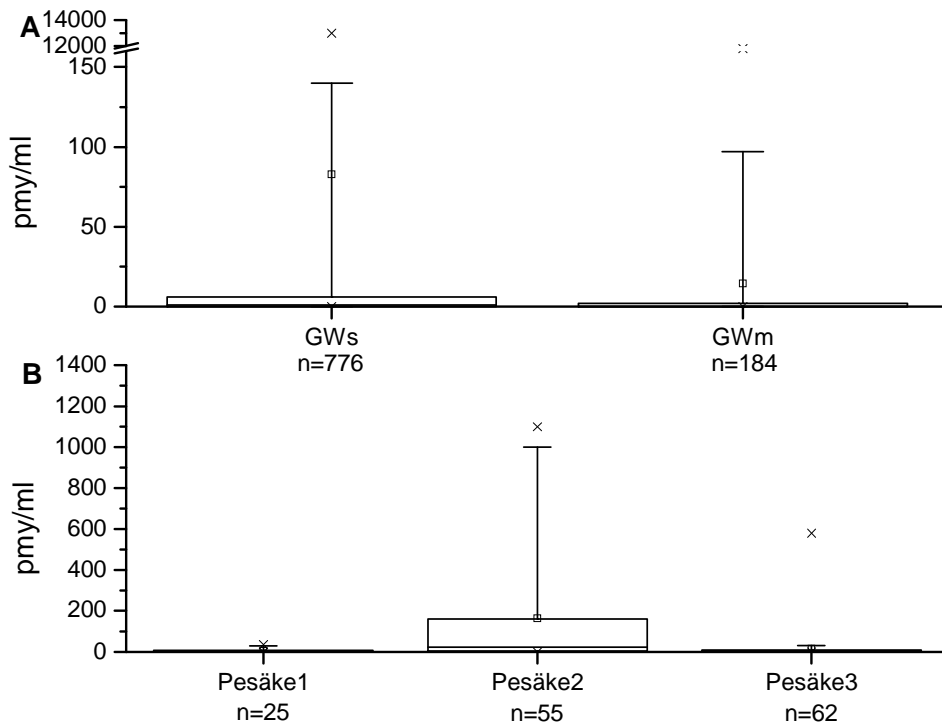 A
14000
12000
150
100
50
0
pmy/ml
GWs
GWm
n=776
n=184
B
1400
1200
1000
800
600
400
200
0
pmy/ml
Pesäke1
Pesäke2
Pesäke3
n=25
n=55
n=62